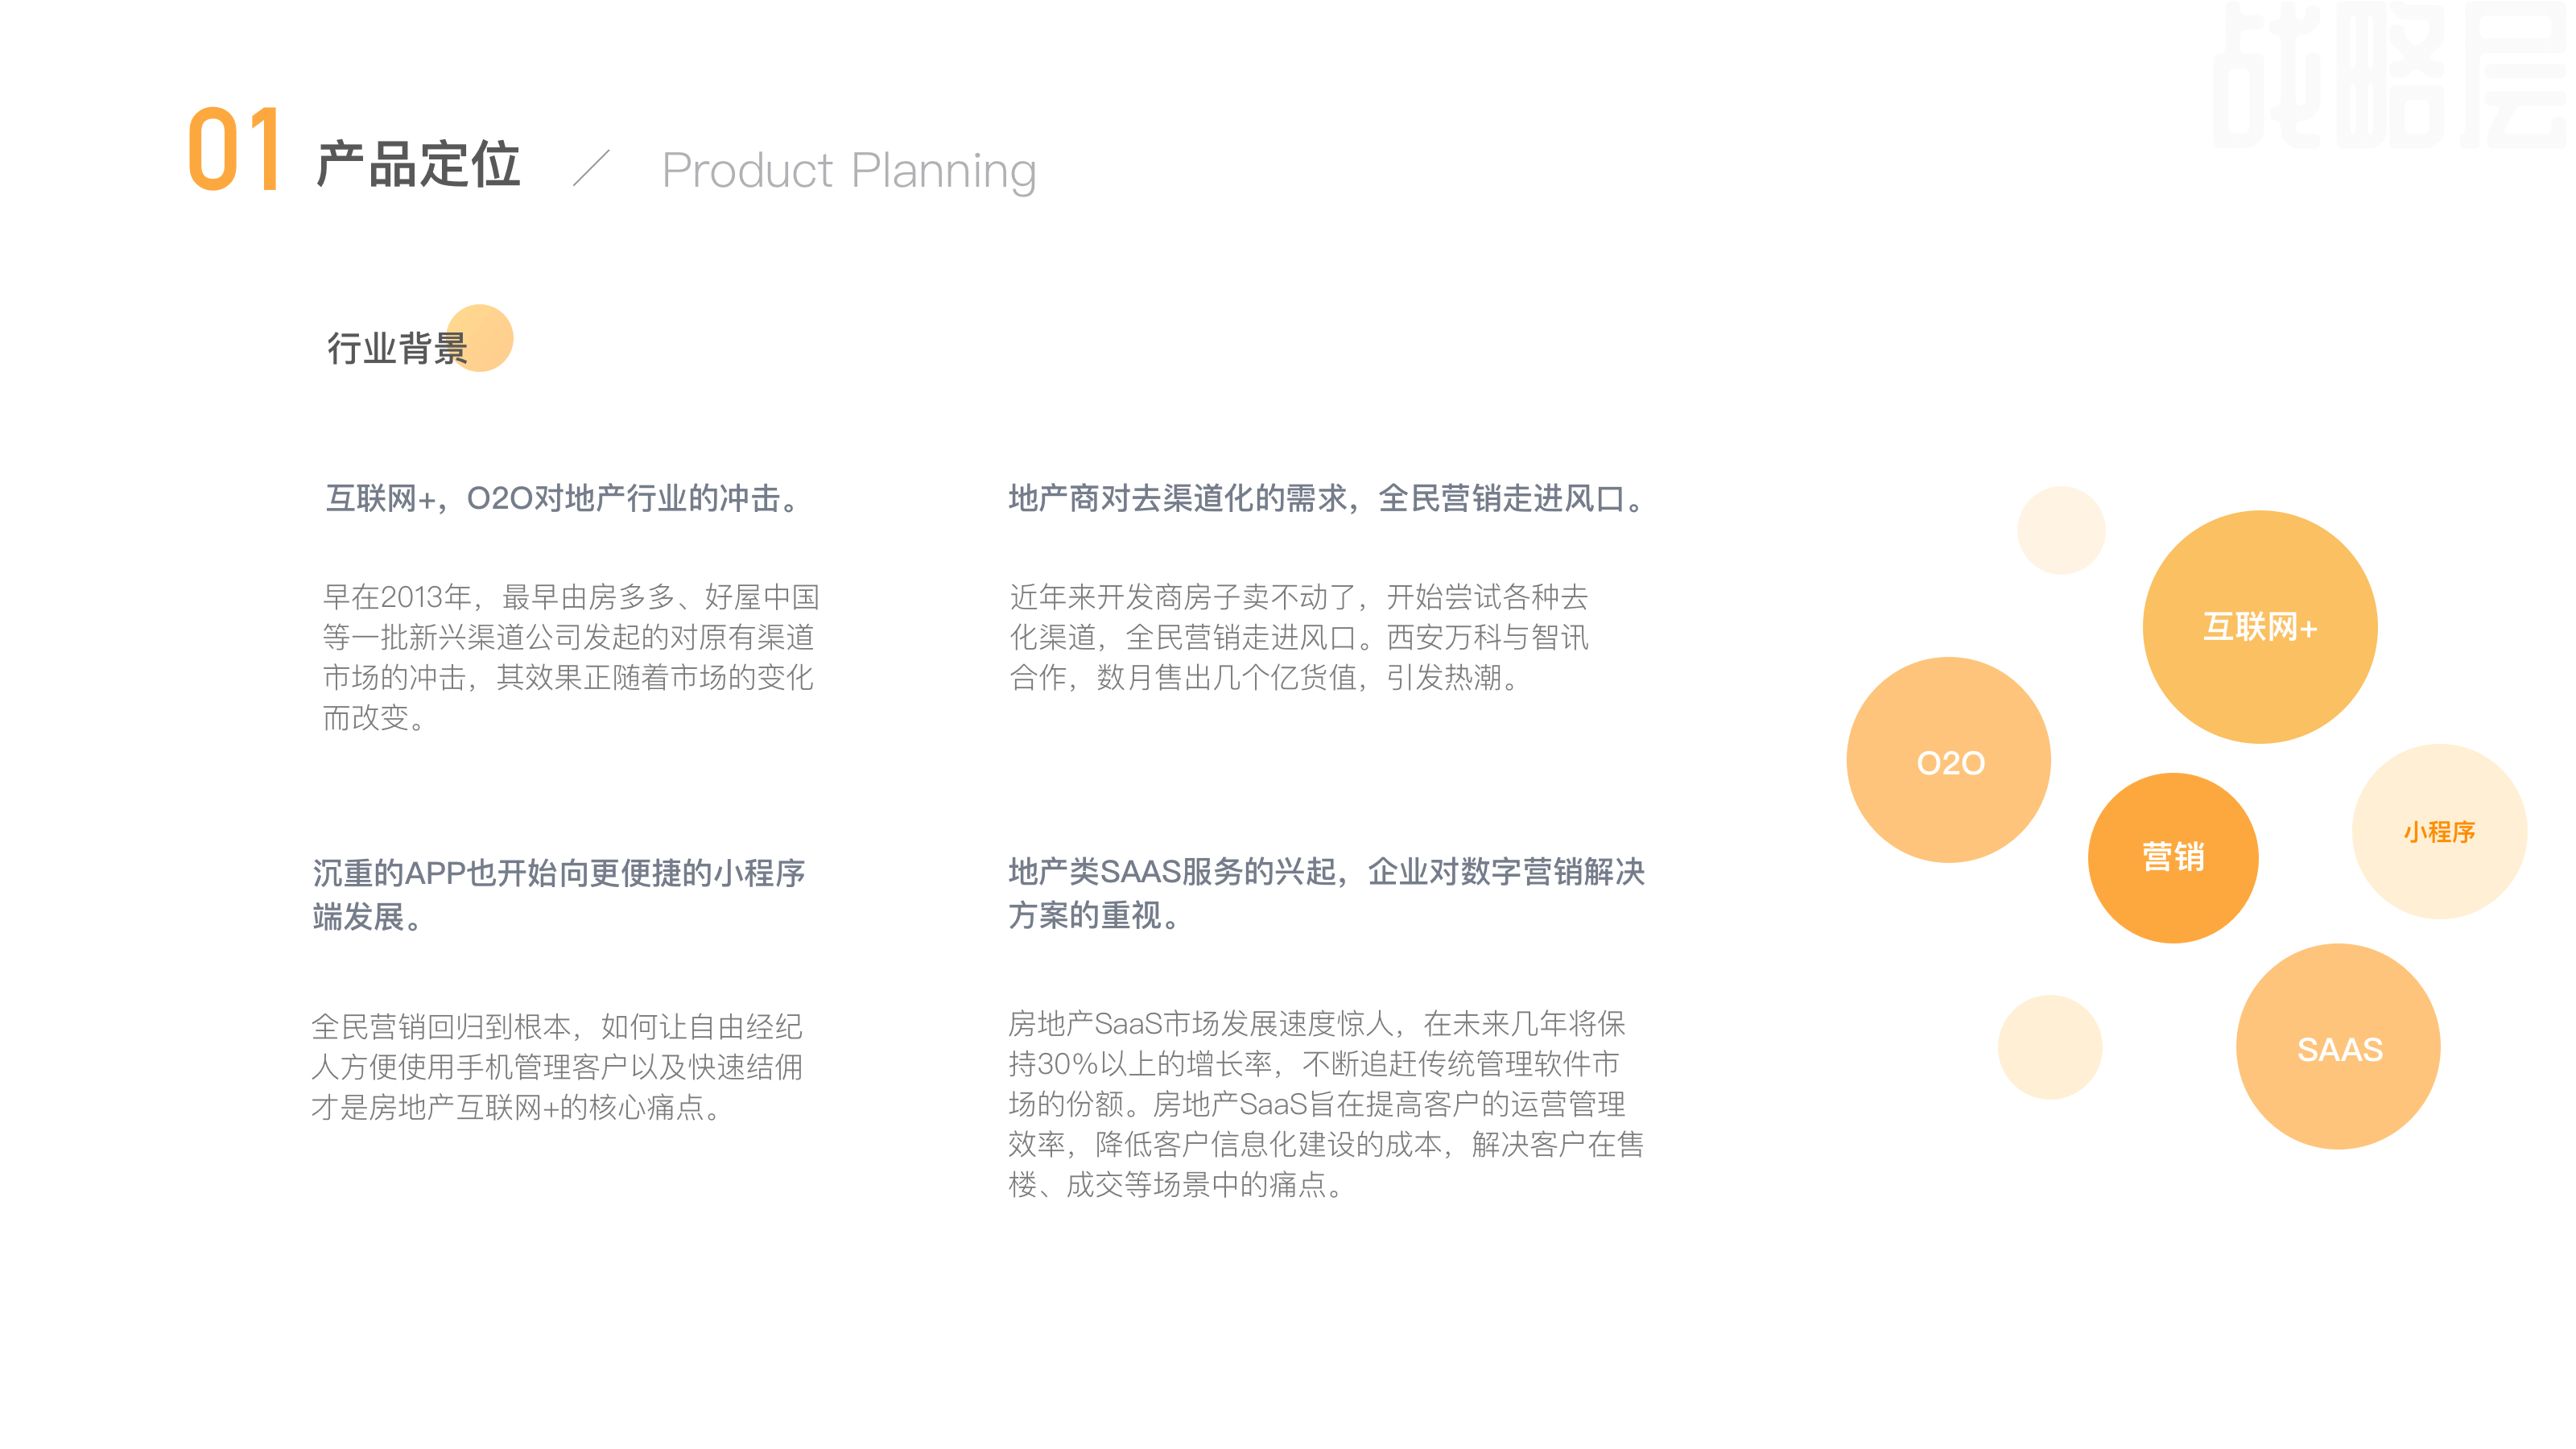 战略层
01 产品定位 ／ Product Planning
行业背景
互联网+，O2O对地产行业的冲击。
早在2013年，最早由房多多、好屋中国
等一批新兴渠道公司发起的对原有渠道
市场的冲击，其效果正随着市场的变化
而改变。
地产商对去渠道化的需求，全民营销走进风口。
近年来开发商房子卖不动了，开始尝试各种去
化渠道，全民营销走进风口。西安万科与智讯
合作，数月售出几个亿货值，引发热潮。
沉重的APP也开始向更便捷的小程序
端发展。
全民营销回归到根本，如何让自由经纪
人方便使用手机管理客户以及快速结佣
才是房地产互联网+的核心痛点。
地产类SAAS服务的兴起，企业对数字营销解决
方案的重视。
房地产SaaS市场发展速度惊人，在未来几年将保
持30%以上的增长率，不断追赶传统管理软件市
场的份额。房地产SaaS旨在提高客户的运营管理
效率，降低客户信息化建设的成本，解决客户在售
楼、成交等场景中的痛点。
互联网+
O2O
小程序
营销
SAAS